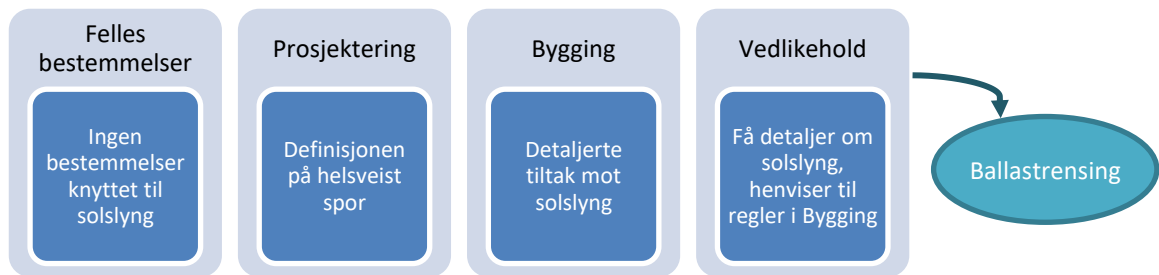 Felles
bestemmelser
Ingen
bestemmelser
knyttet til
solslyng
Prosjektering
Definisjonen
på helsveist
spor
Bygging
Detaljerte
tiltak mot
solslyng
Vedlikehold
Få detaljer om
solslyng,
henviser til
regler i Bygging
Ballastrensing